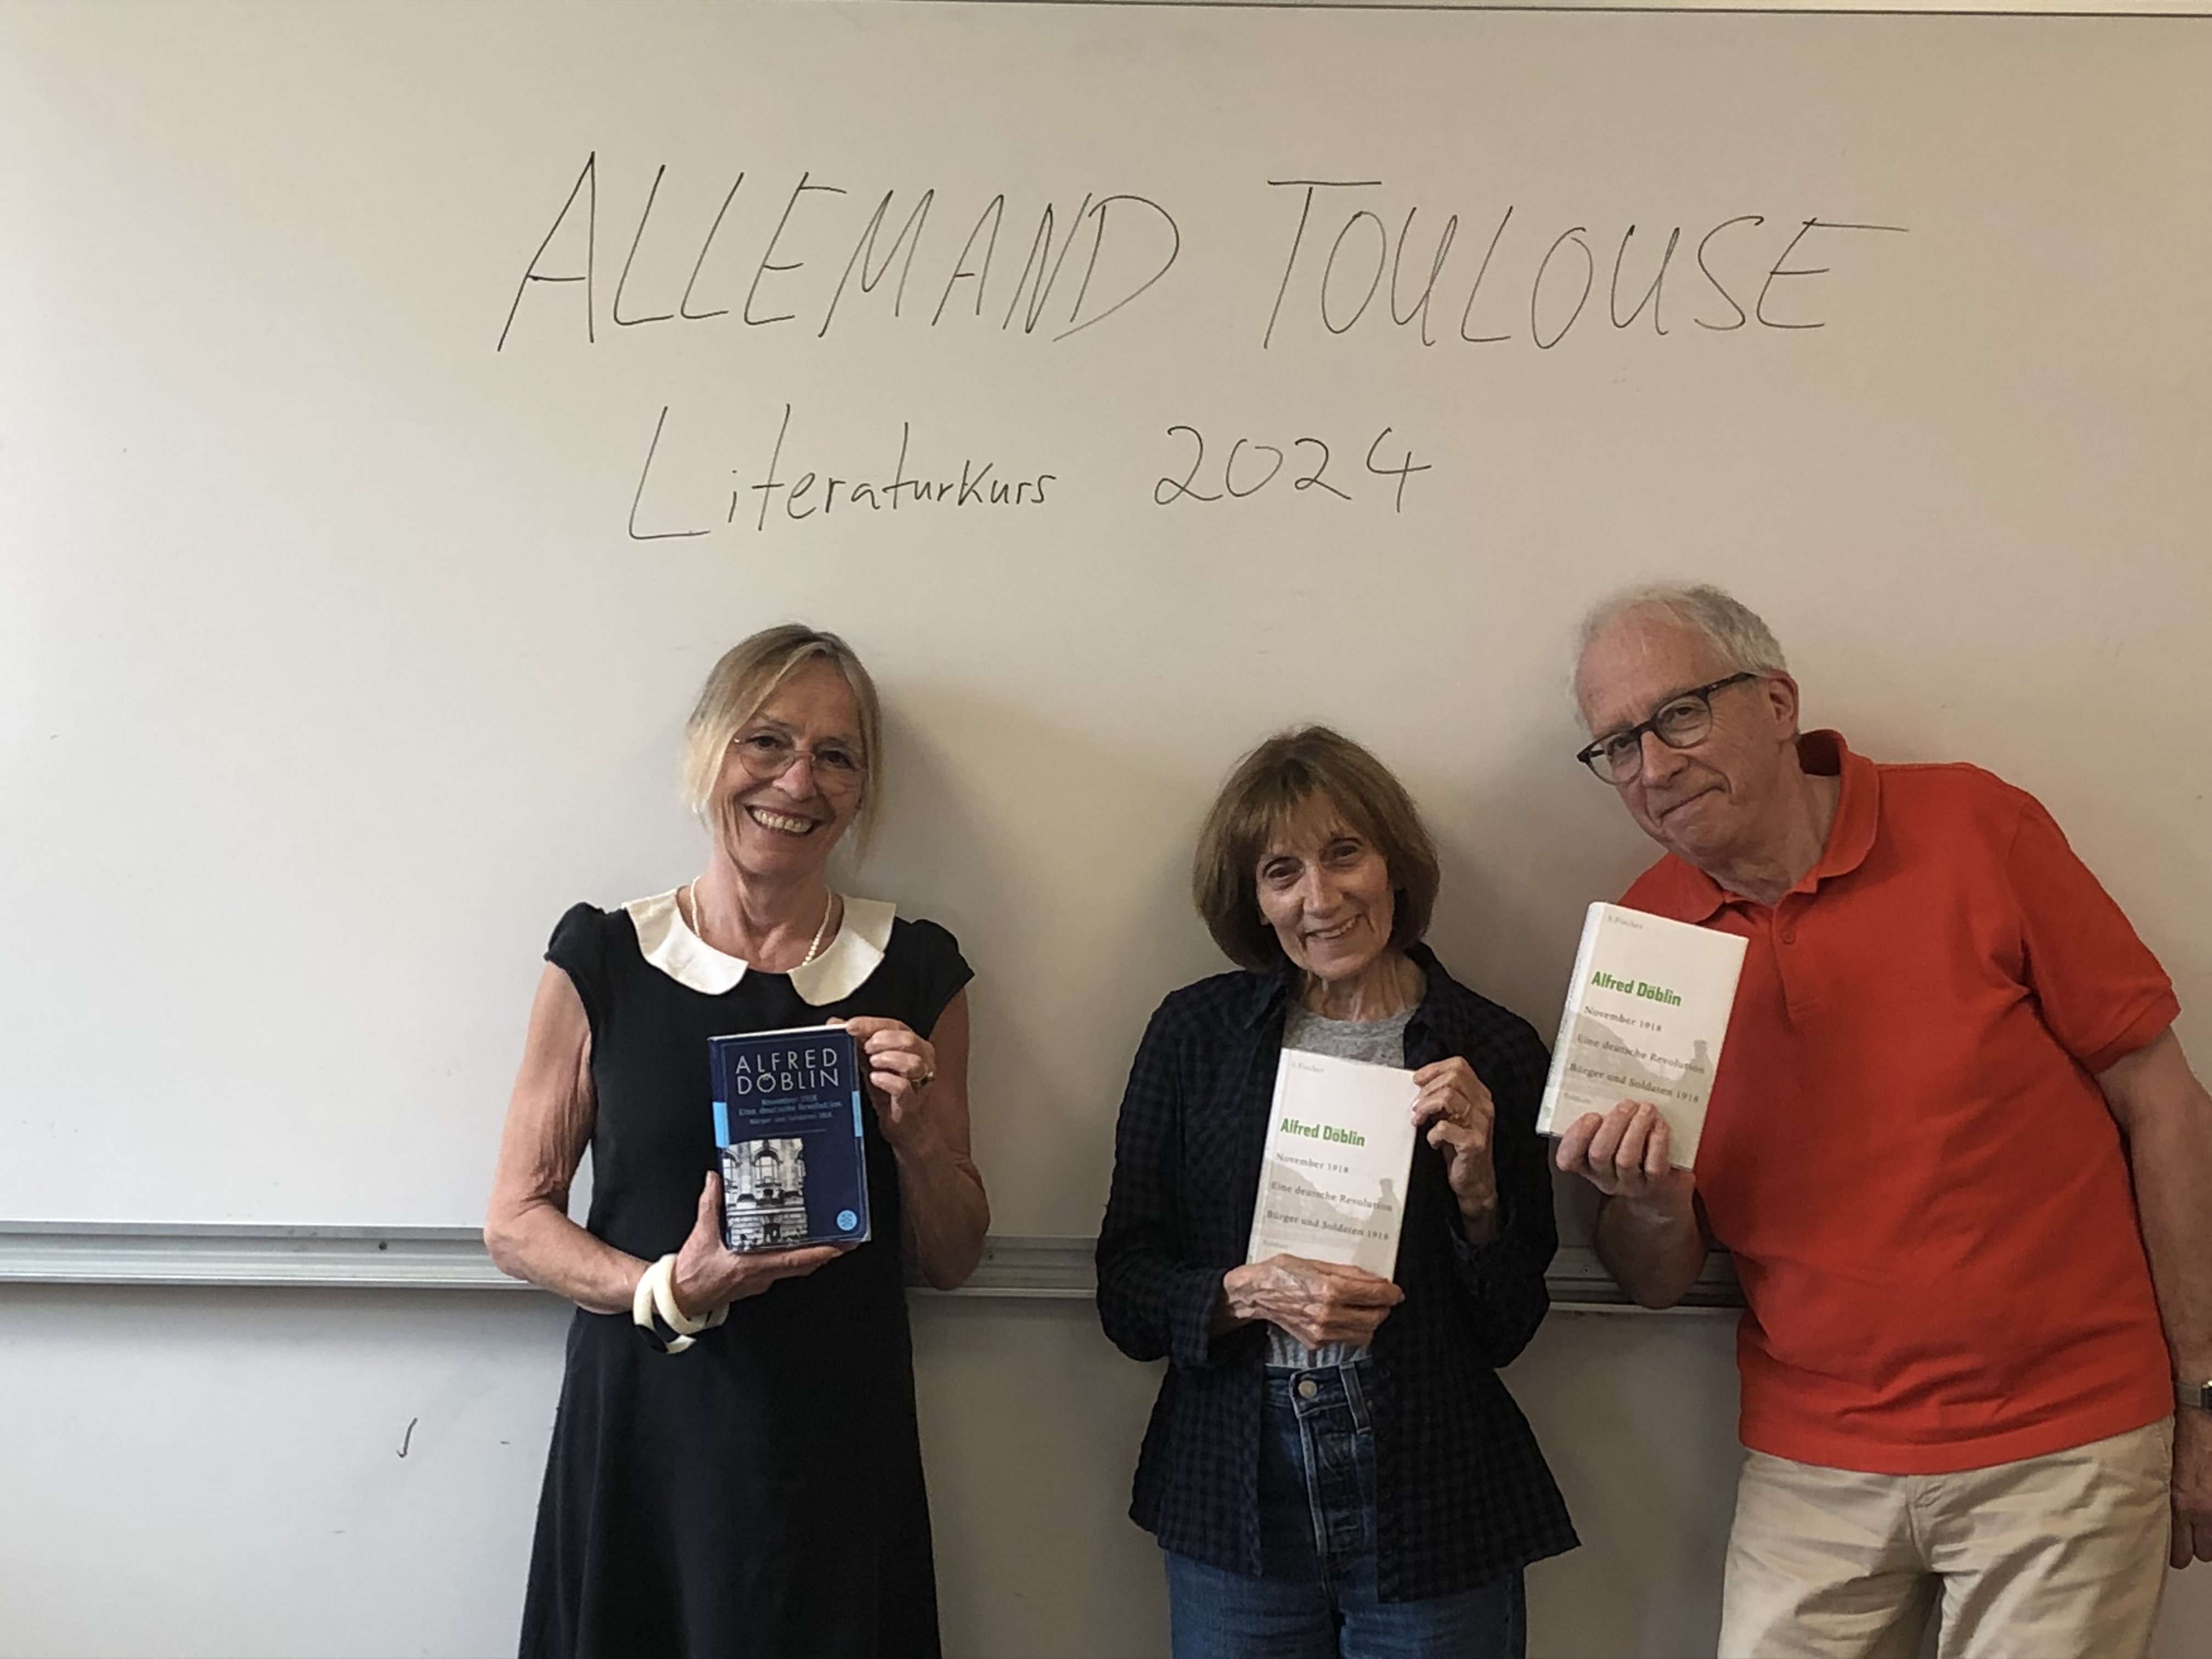 ALLEMAND TOULOUSE
Literaturkurs 2024
ALFRED
DÖBLIN
November 1918
Eine deutsche Revolution
Bürger und Soldaten 1918
S. Fischer
Alfred Döblin
November 1918
Eine deutsche Revolution
Bürger und Soldaten 1918
S. Fischer
Alfred Döblin
November 1918
Eine deutsche Revolution
Bürger und Soldaten 1918